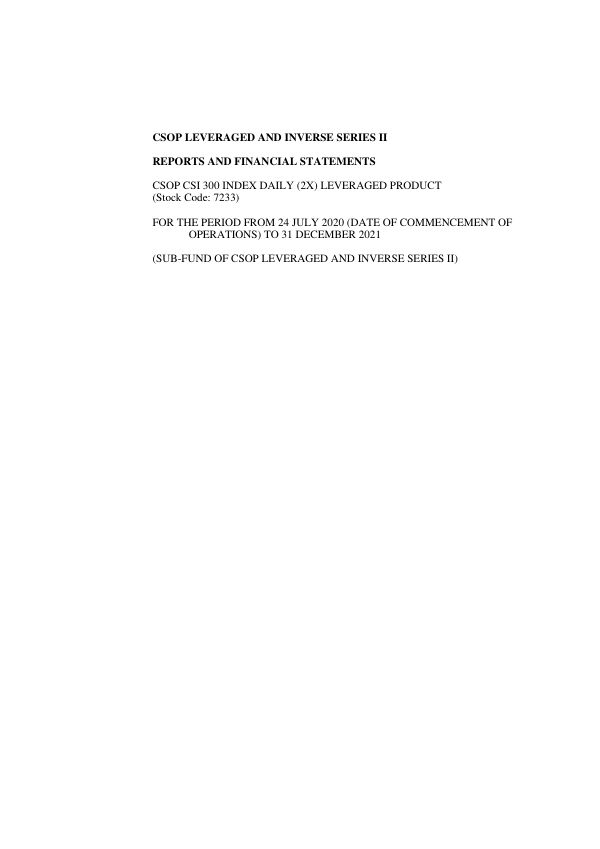 CSOP LEVERAGED AND INVERSE SERIES II
REPORTS AND FINANCIAL STATEMENTS
CSOP CSI 300 INDEX DAILY (2X) LEVERAGED PRODUCT
(Stock Code: 7233)
FOR THE PERIOD FROM 24 JULY 2020 (DATE OF COMMENCEMENT OF
OPERATIONS) TO 31 DECEMBER 2021
(SUB-FUND OF CSOP LEVERAGED AND INVERSE SERIES II)